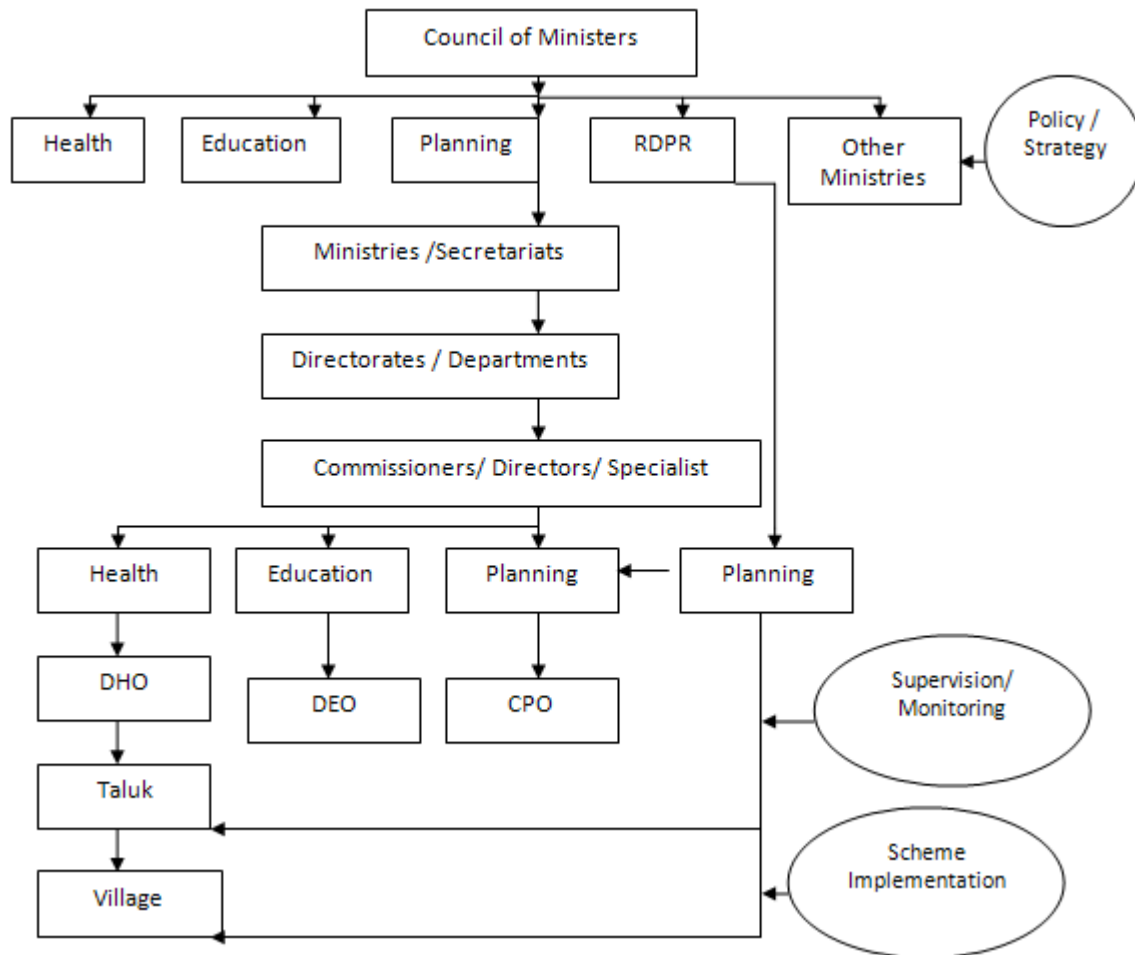 Council of Ministers
Health
Education
Planning
RDPR
Other
Ministries
Policy /
Strategy
Ministries /Secretariats
Directorates / Departments
Commissioners/ Directors/ Specialist
Health
Education
Planning
Planning
DHO
DEO
CPO
Supervision/
Monitoring
Taluk
Scheme
Implementation
Village